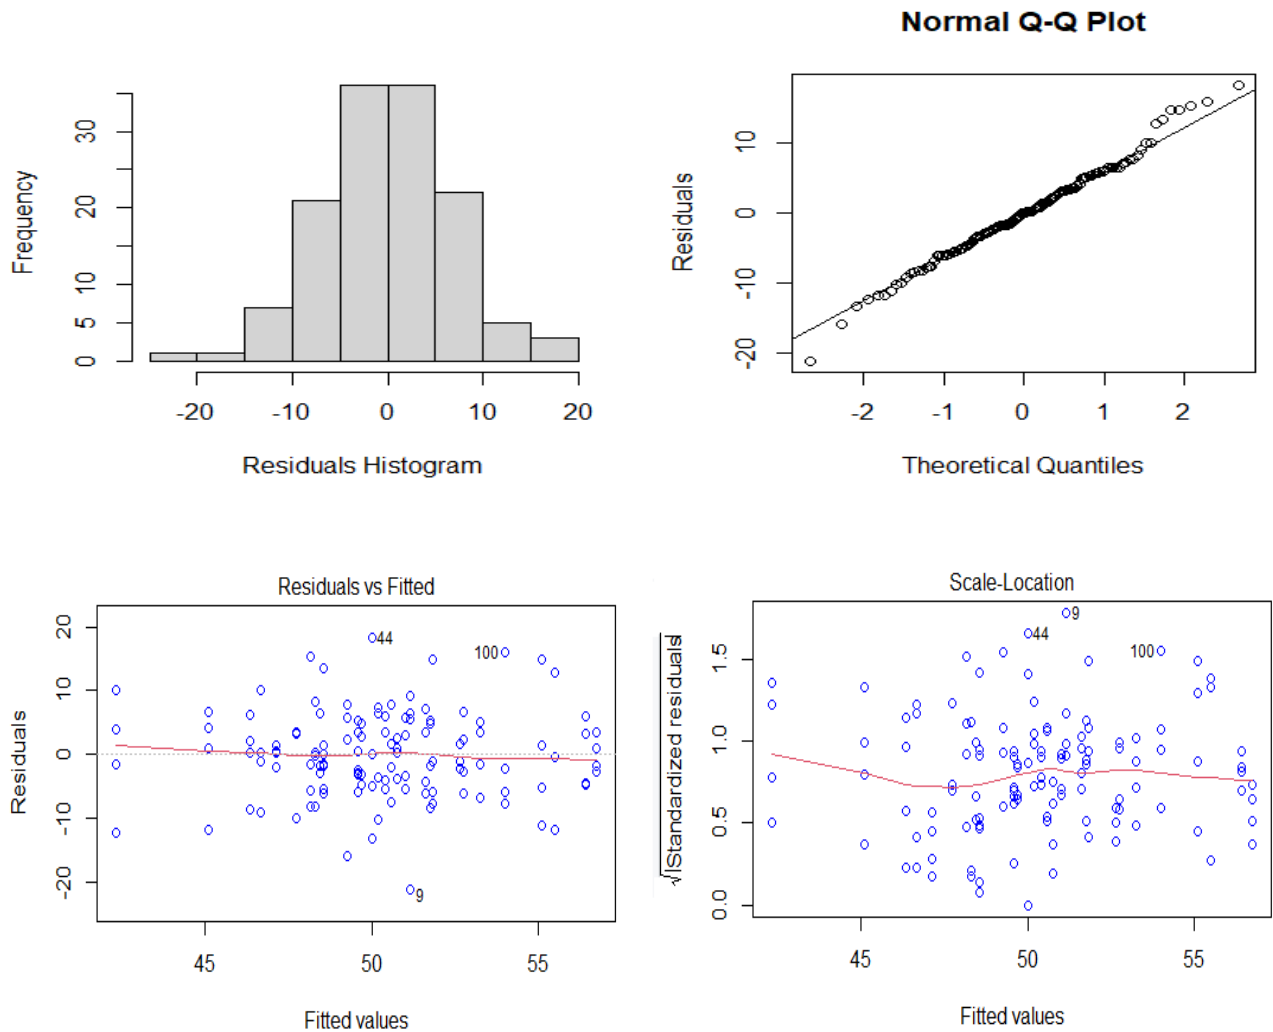 Normal Q-Q Plot
Frequency
0 5 10 20 30
-20 -10 0 10 20
Residuals Histogram
Residuals
-20 -10 0 10
-2 -1 0 1 2
Theoretical Quantiles
Residuals vs Fitted
Residuals
-20 -10 0 10 20
44
100
9
45 50 55
Fitted values
Scale-Location
√|Standardized residuals|
0.0 0.5 1.0 1.5
9
44
100
45 50 55
Fitted values